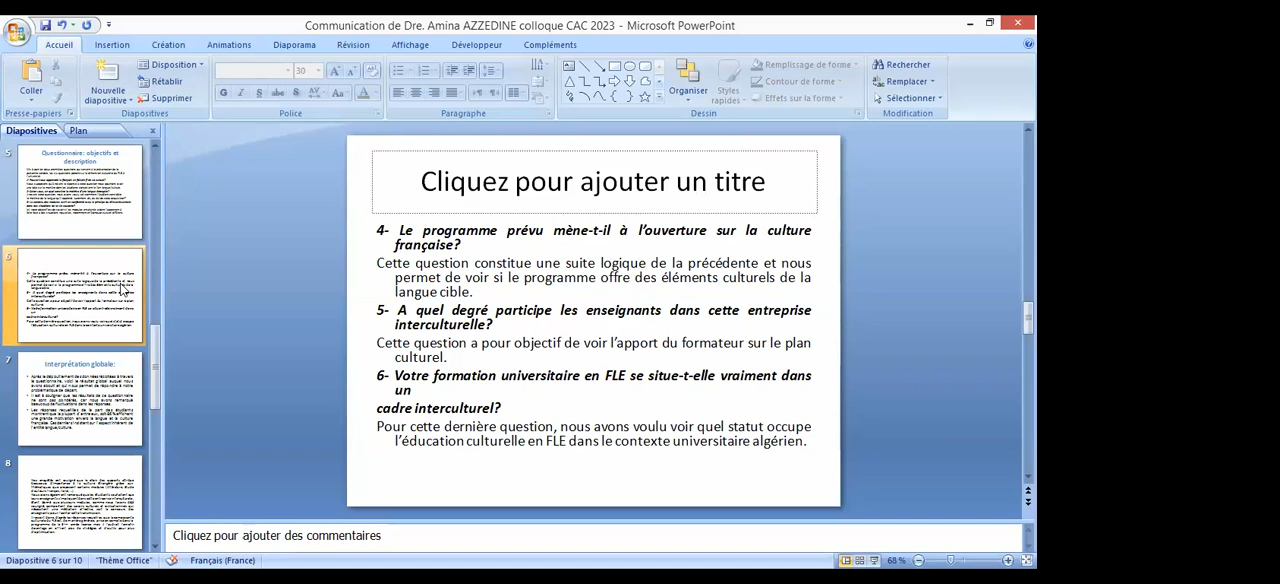 Communication de Dre. Amina AZZEDINE colloque CAC 2023 - Microsoft PowerPoint
Accueil Insertion Création Animations Diaporama Révision Affichage Développeur Compléments
Coller
Presse-papiers
Nouvelle diapositive
Disposition
Rétablir
Supprimer
Diapositives
30
G I S abc S AV Aa A
Police
Paragraphe
Organiser
Styles rapides
Remplissage de forme
Contour de forme
Effets sur la forme
Dessin
Rechercher
Remplacer
Sélectionner
Modification
Diapositives Plan
5
Questionnaire: objectifs et
description
6
7
Interprétation globale:
8
Cliquez pour ajouter un titre
4- Le programme prévu mène-t-il à l’ouverture sur la culture
française?
Cette question constitue une suite logique de la précédente et nous
permet de voir si le programme offre des éléments culturels de la
langue cible.
5- A quel degré participe les enseignants dans cette entreprise
interculturelle?
Cette question a pour objectif de voir l’apport du formateur sur le plan
culturel.
6- Votre formation universitaire en FLE se situe-t-elle vraiment dans
un
cadre interculturel?
Pour cette dernière question, nous avons voulu voir quel statut occupe
l’éducation culturelle en FLE dans le contexte universitaire algérien.
Cliquez pour ajouter des commentaires
Diapositive 6 sur 10 "Thème Office" Français (France) 68 %